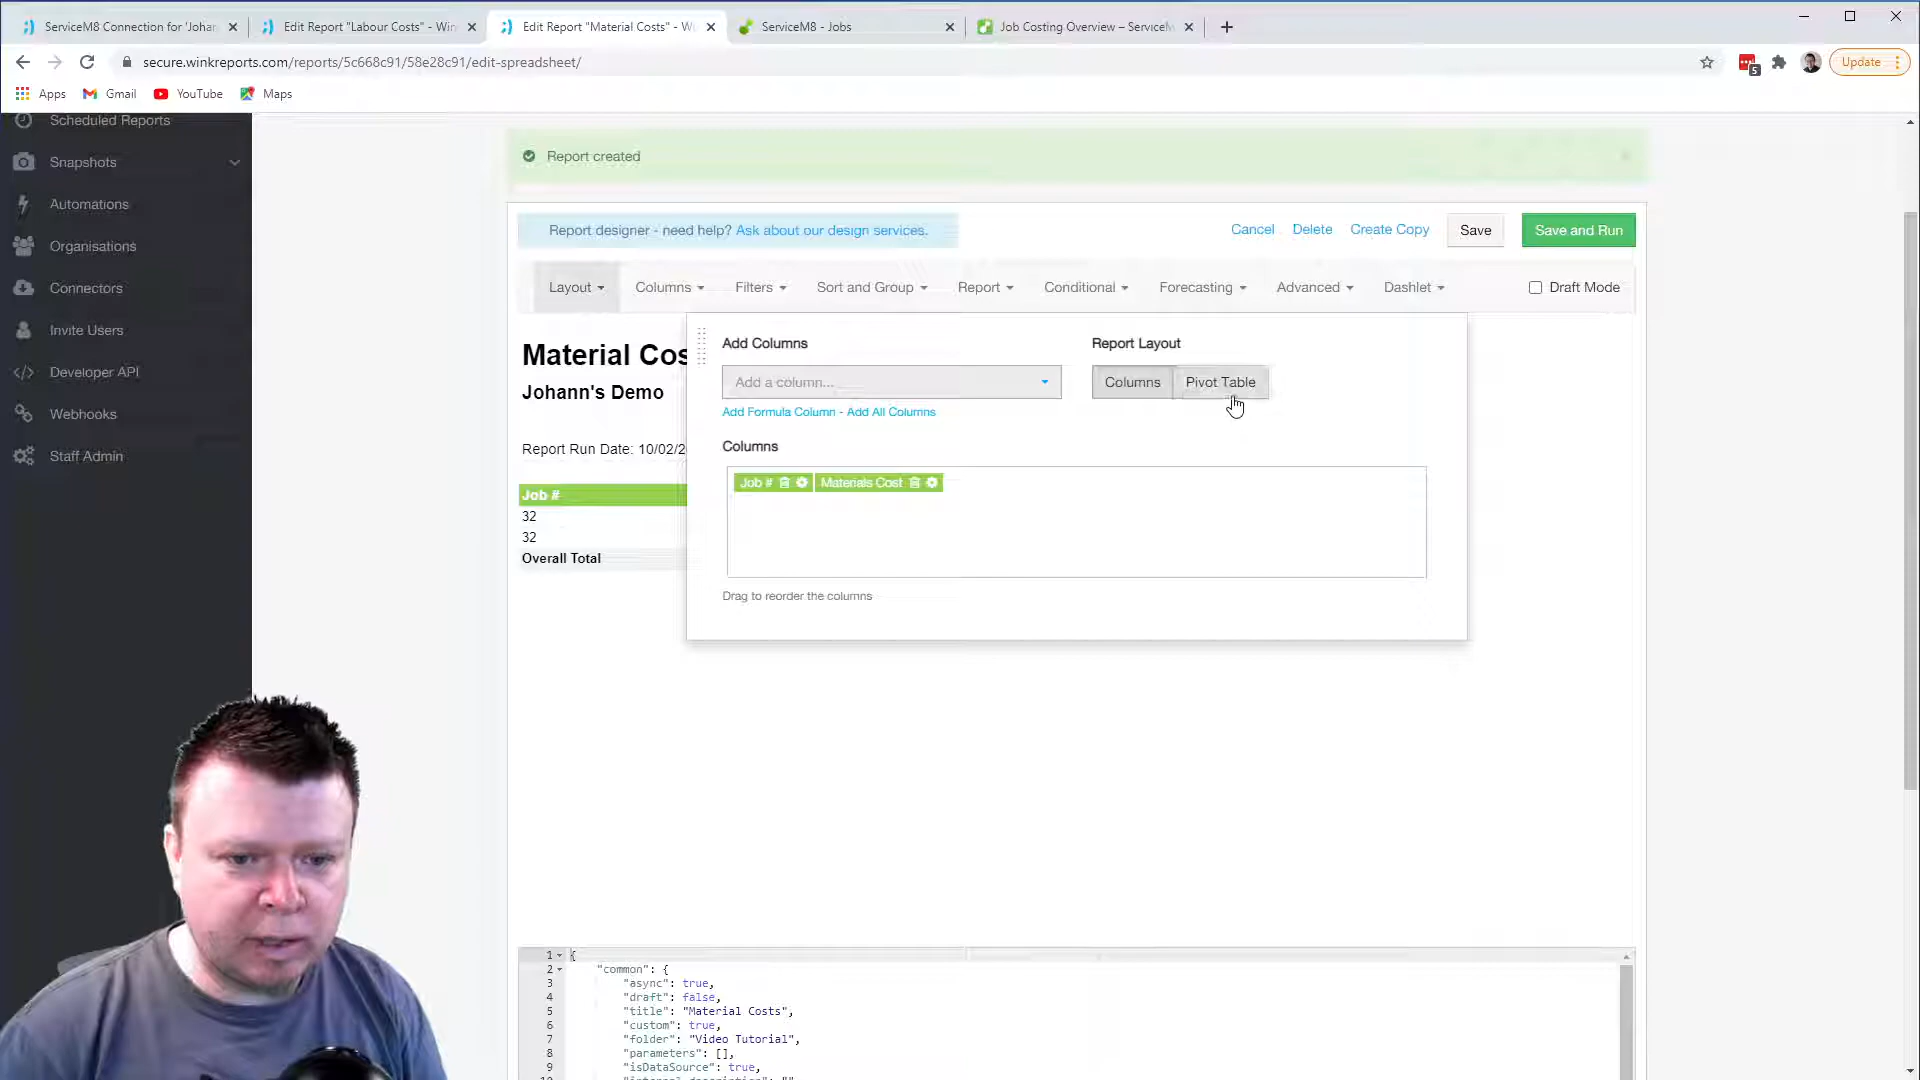 ServiceM8 Connection for 'Johan
Edit Report "Labour Costs" - Win
Edit Report "Material Costs" - W
ServiceM8 - Jobs
Job Costing Overview – ServiceM
secure.winkreports.com/reports/5c668c91/58e28c91/edit-spreadsheet/
5
Update
Apps
Gmail
YouTube
Maps
Scheduled Reports
Snapshots
Automations
Organisations
Connectors
Invite Users
Developer API
Webhooks
Staff Admin
Report created
Report designer - need help? Ask about our design services.
Cancel
Delete
Create Copy
Save
Save and Run
Layout
Columns
Filters
Sort and Group
Report
Conditional
Forecasting
Advanced
Dashlet
Draft Mode
Material Cos
Johann's Demo
Report Run Date: 10/02/2
Job #
32
32
Overall Total
Add Columns
Add a column...
Add Formula Column - Add All Columns
Report Layout
Columns
Pivot Table
Columns
Job #
Materials Cost
Drag to reorder the columns
1 {
2 "common": {
3 "async": true,
4 "draft": false,
5 "title": "Material Costs",
6 "custom": true,
7 "folder": "Video Tutorial",
8 "parameters": [],
9 "isDataSource": true,